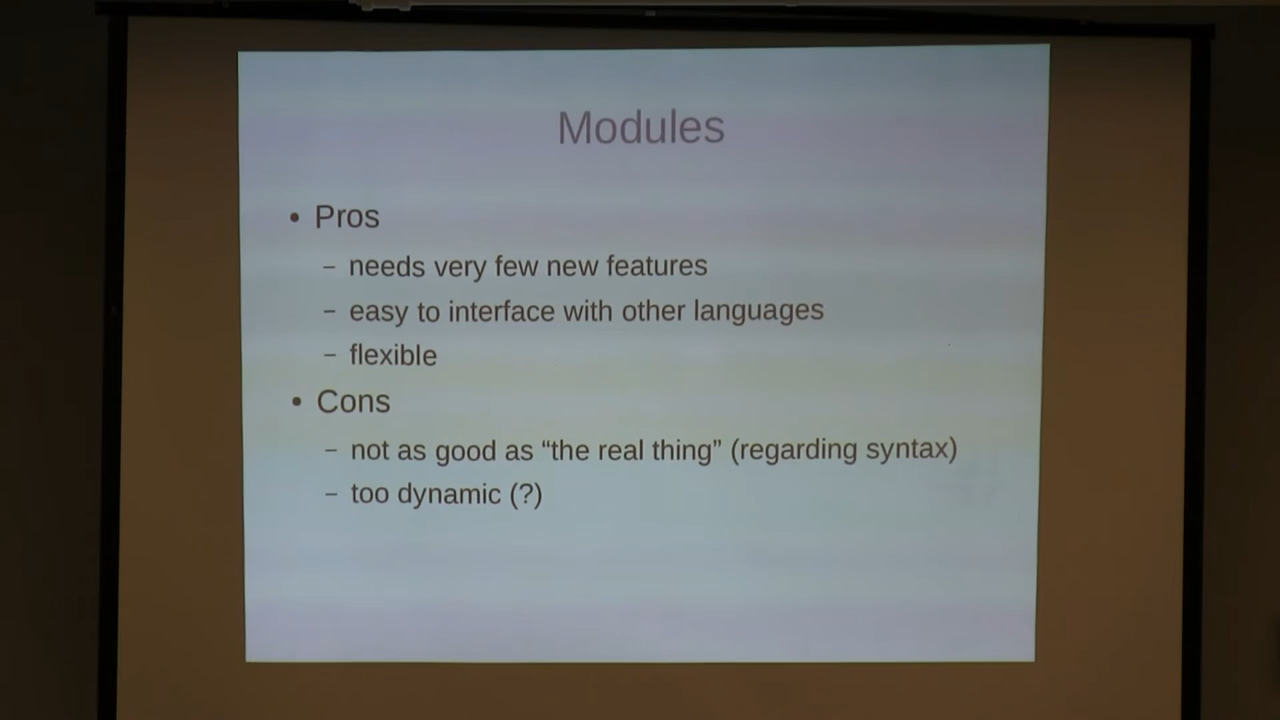 Modules
• Pros
– needs very few new features
– easy to interface with other languages
– flexible
• Cons
– not as good as “the real thing” (regarding syntax)
– too dynamic (?)